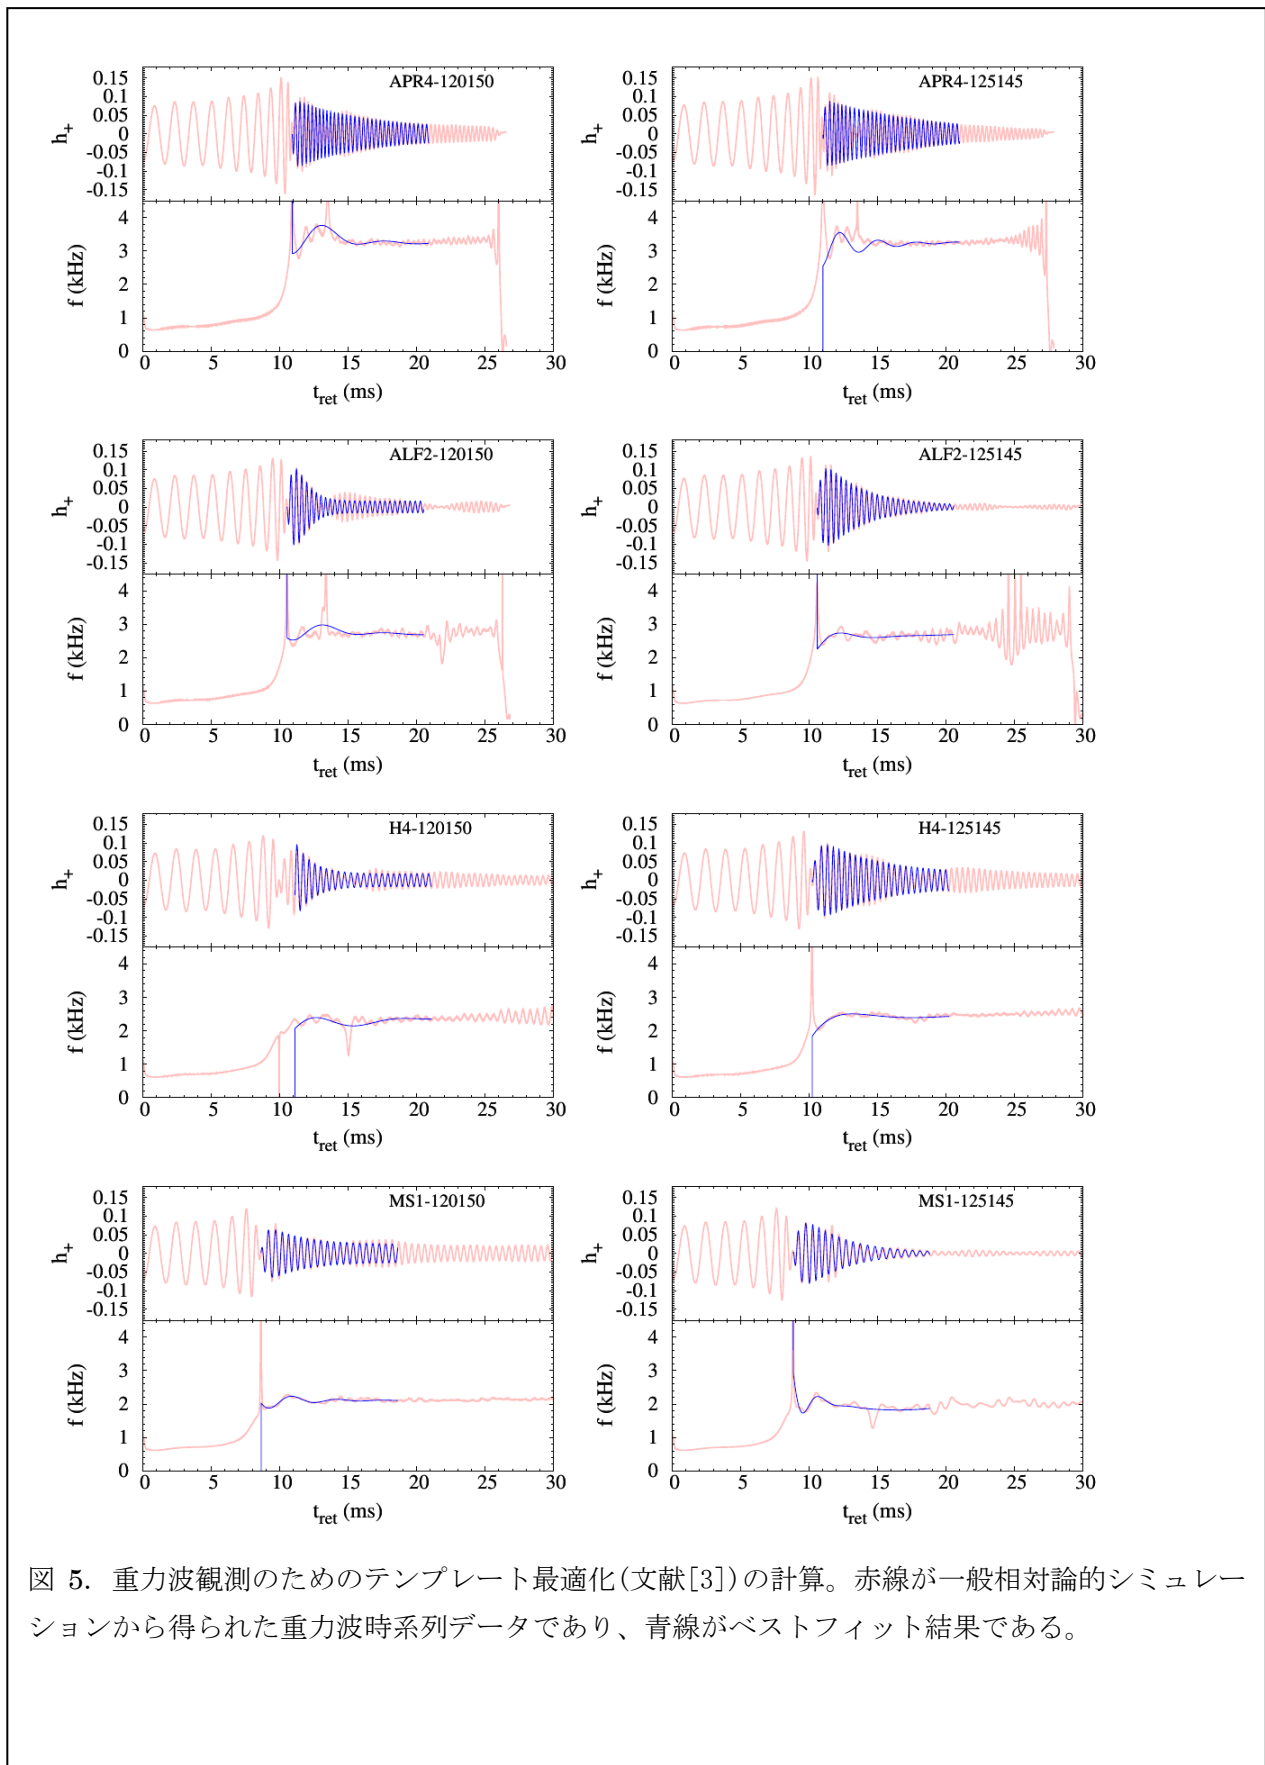 APR4-120150
0.15
0.1
0.05
0
-0.05
-0.1
-0.15
h+
4
3
2
1
0
f (kHz)
0 5 10 15 20 25 30
tret (ms)
APR4-125145
0.15
0.1
0.05
0
-0.05
-0.1
-0.15
h+
4
3
2
1
0
f (kHz)
0 5 10 15 20 25 30
tret (ms)
ALF2-120150
0.15
0.1
0.05
0
-0.05
-0.1
-0.15
h+
4
3
2
1
0
f (kHz)
0 5 10 15 20 25 30
tret (ms)
ALF2-125145
0.15
0.1
0.05
0
-0.05
-0.1
-0.15
h+
4
3
2
1
0
f (kHz)
0 5 10 15 20 25 30
tret (ms)
H4-120150
0.15
0.1
0.05
0
-0.05
-0.1
-0.15
h+
4
3
2
1
0
f (kHz)
0 5 10 15 20 25 30
tret (ms)
H4-125145
0.15
0.1
0.05
0
-0.05
-0.1
-0.15
h+
4
3
2
1
0
f (kHz)
0 5 10 15 20 25 30
tret (ms)
MS1-120150
0.15
0.1
0.05
0
-0.05
-0.1
-0.15
h+
4
3
2
1
0
f (kHz)
0 5 10 15 20 25 30
tret (ms)
MS1-125145
0.15
0.1
0.05
0
-0.05
-0.1
-0.15
h+
4
3
2
1
0
f (kHz)
0 5 10 15 20 25 30
tret (ms)
図 5. 重力波観測のためのテンプレート最適化(文献[3])の計算。赤線が一般相対論的シミュレー
ションから得られた重力波時系列データであり、青線がベストフィット結果である。